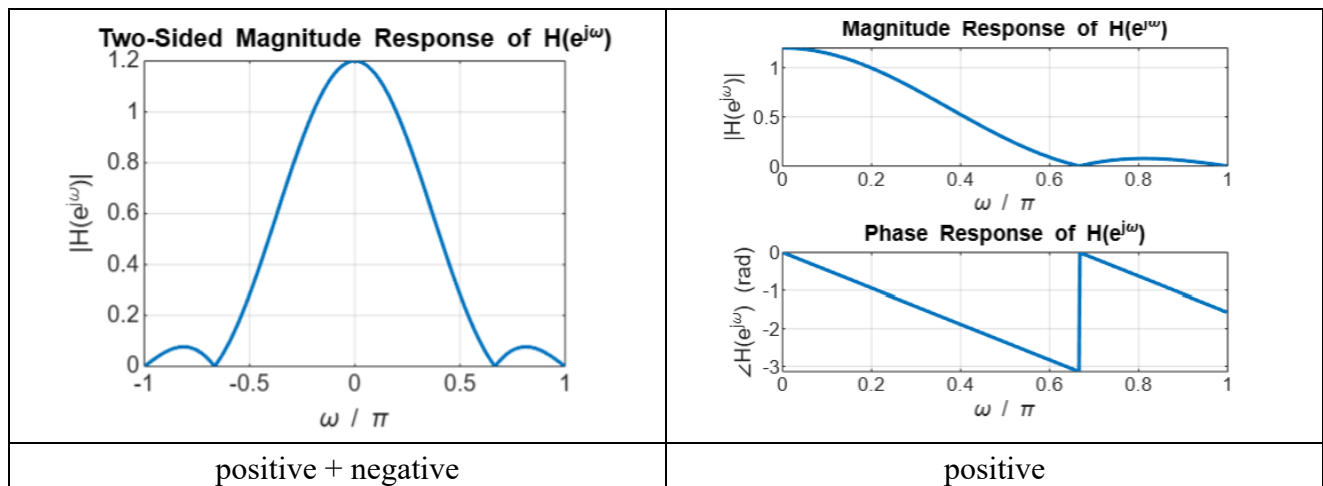 Two-Sided Magnitude Response of H(e^jω)
|H(e^jω)|
1.2
1
0.8
0.6
0.4
0.2
0
-1 -0.5 0 0.5 1
ω / π
Magnitude Response of H(e^jω)
|H(e^jω)|
1
0.5
0
0 0.2 0.4 0.6 0.8 1
ω / π
Phase Response of H(e^jω)
∠H(e^jω) (rad)
0
-1
-2
-3
0 0.2 0.4 0.6 0.8 1
ω / π
positive + negative
positive